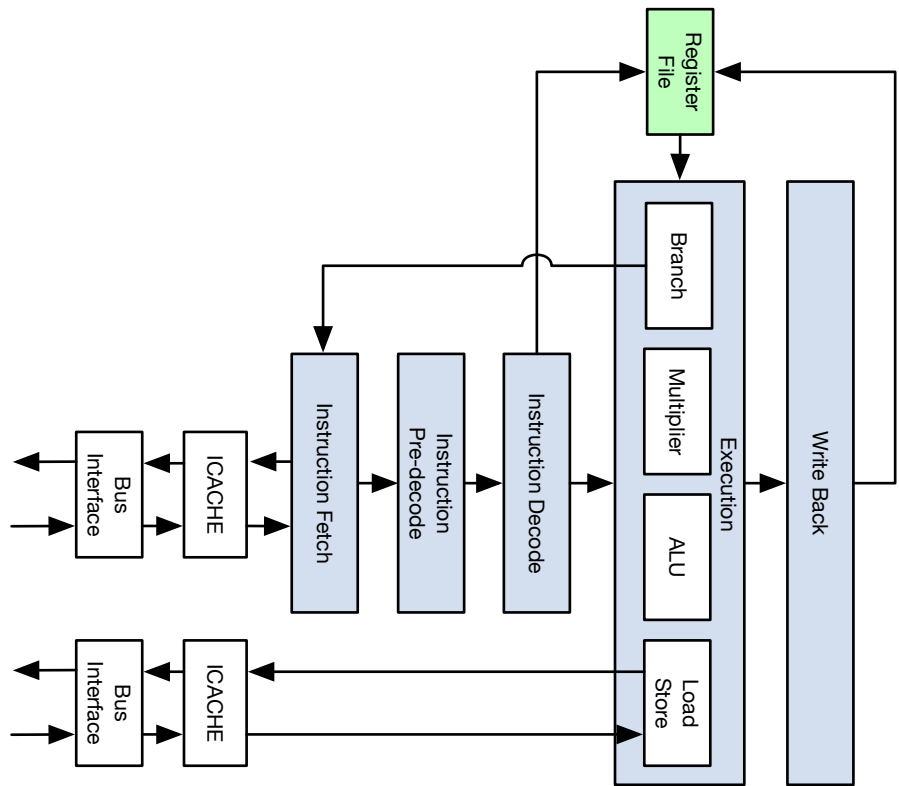 Register
File
Branch
Multiplier
ALU
Load
Store
Execution
Write Back
Instruction Fetch
Instruction
Pre-decode
Instruction Decode
ICACHE
Bus
Interface
ICACHE
Bus
Interface